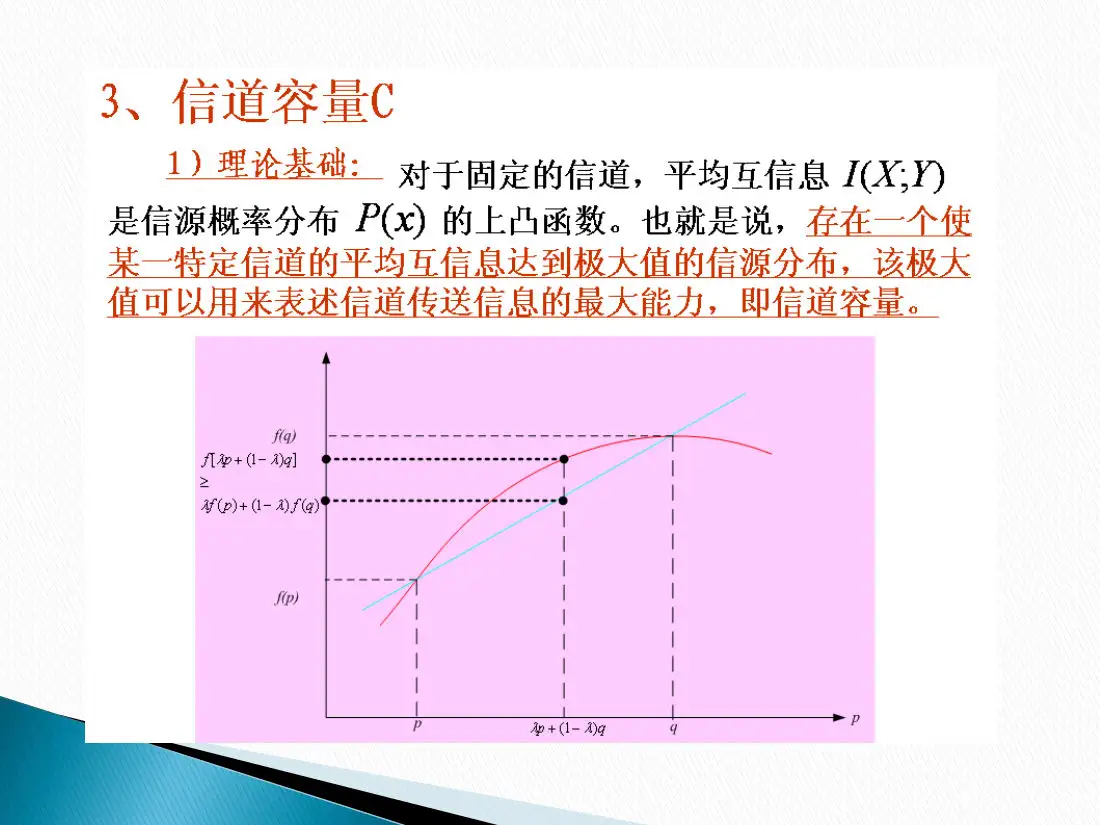 3、信道容量C
1）理论基础： 对于固定的信道，平均互信息 I(X;Y)
是信源概率分布 P(x) 的上凸函数。也就是说，存在一个使
某一特定信道的平均互信息达到极大值的信源分布，该极大
值可以用来表述信道传送信息的最大能力，即信道容量。
f(q)
f[λp+(1−λ)q]
≥
λf(p)+(1−λ)f(q)
f(p)
p
λp+(1−λ)q
q
p